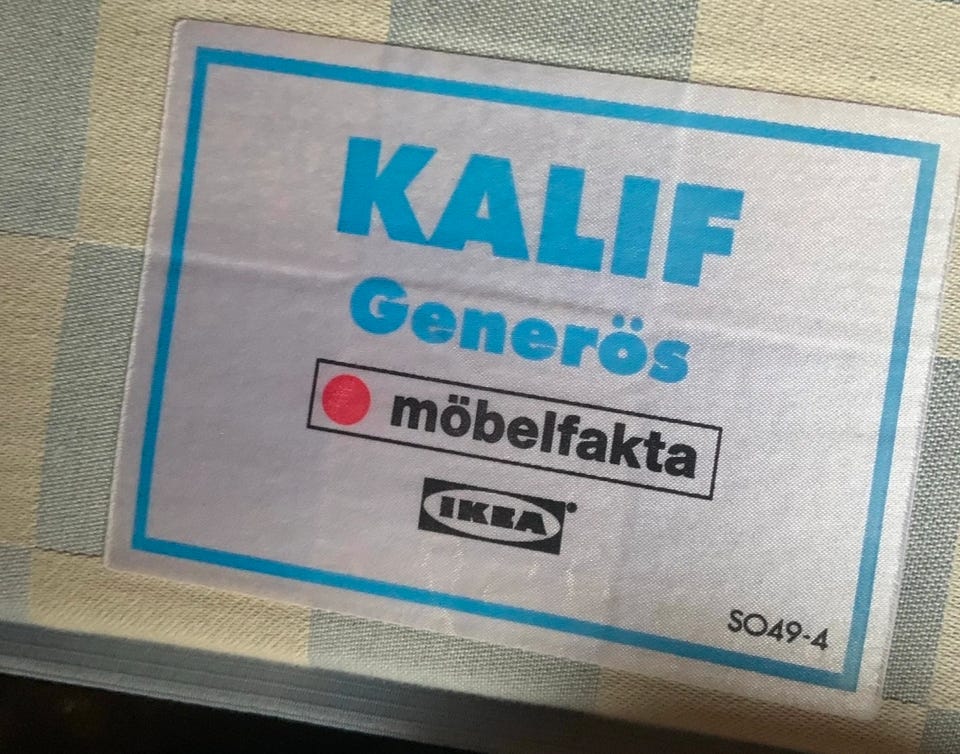 KALIF
Generös
möbelfakta
IKEA®
SO49-4